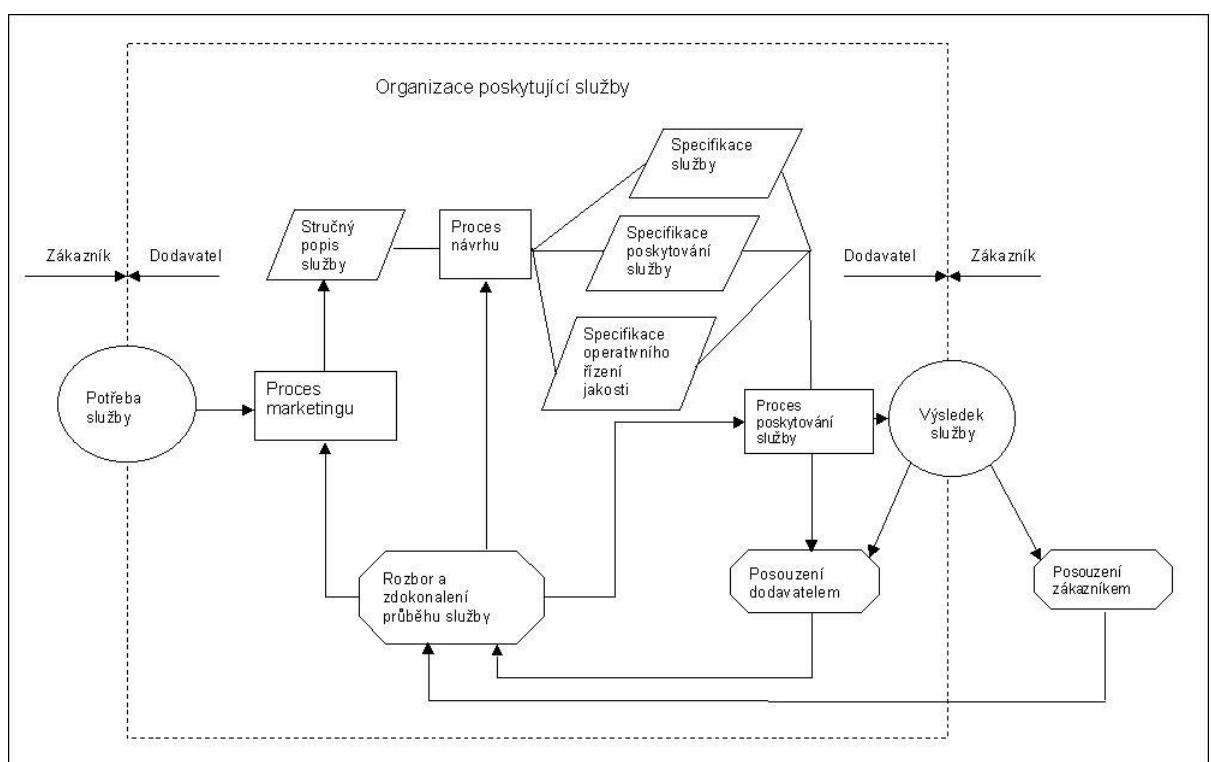 Organizace poskytující služby
Specifikace
služby
Stručný
popis
služby
Proces
návrhu
Specifikace
poskytování
služby
Zákazník
Dodavatel
Dodavatel
Zákazník
Specifikace
operativního
řízení
jakosti
Potřeba
služby
Proces
marketingu
Proces
poskytování
služby
Výsledek
služby
Rozbor a
zdokonalení
průběhu služby
Posouzení
dodavatelem
Posouzení
zákazníkem